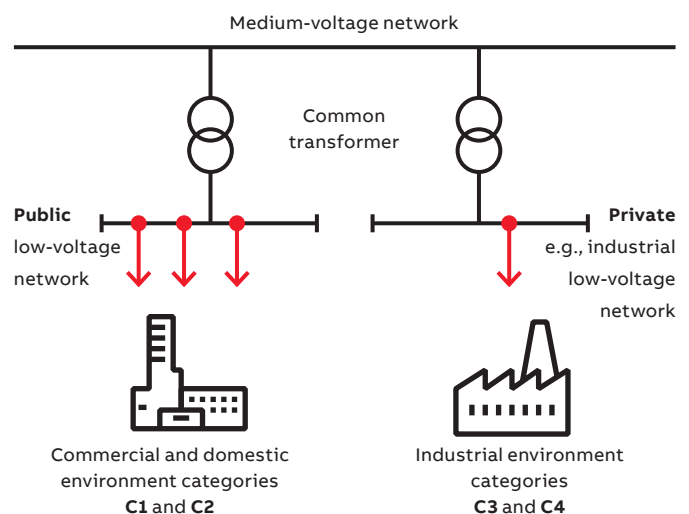 Medium-voltage network
Common
transformer
Public
low-voltage
network
Private
e.g., industrial
low-voltage
network
Commercial and domestic
environment categories
C1 and C2
Industrial environment
categories
C3 and C4